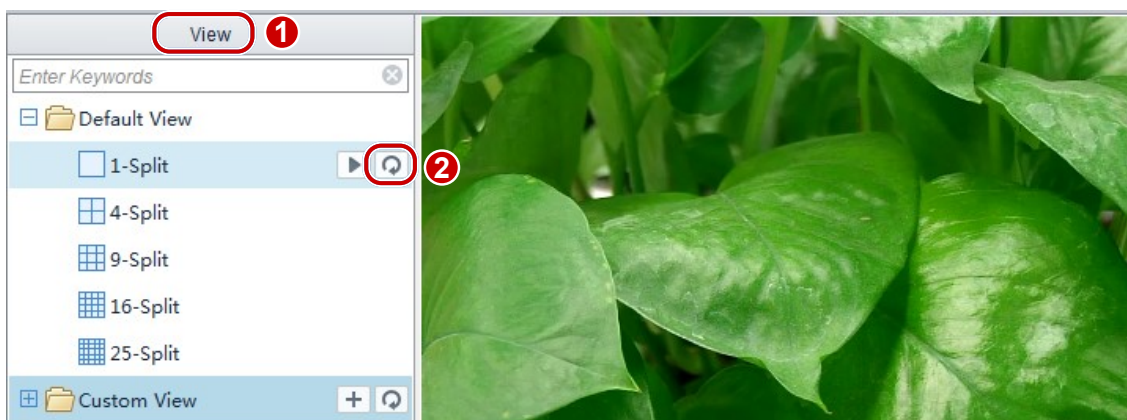 View 1
Enter Keywords
Default View
1-Split 2
4-Split
9-Split
16-Split
25-Split
Custom View